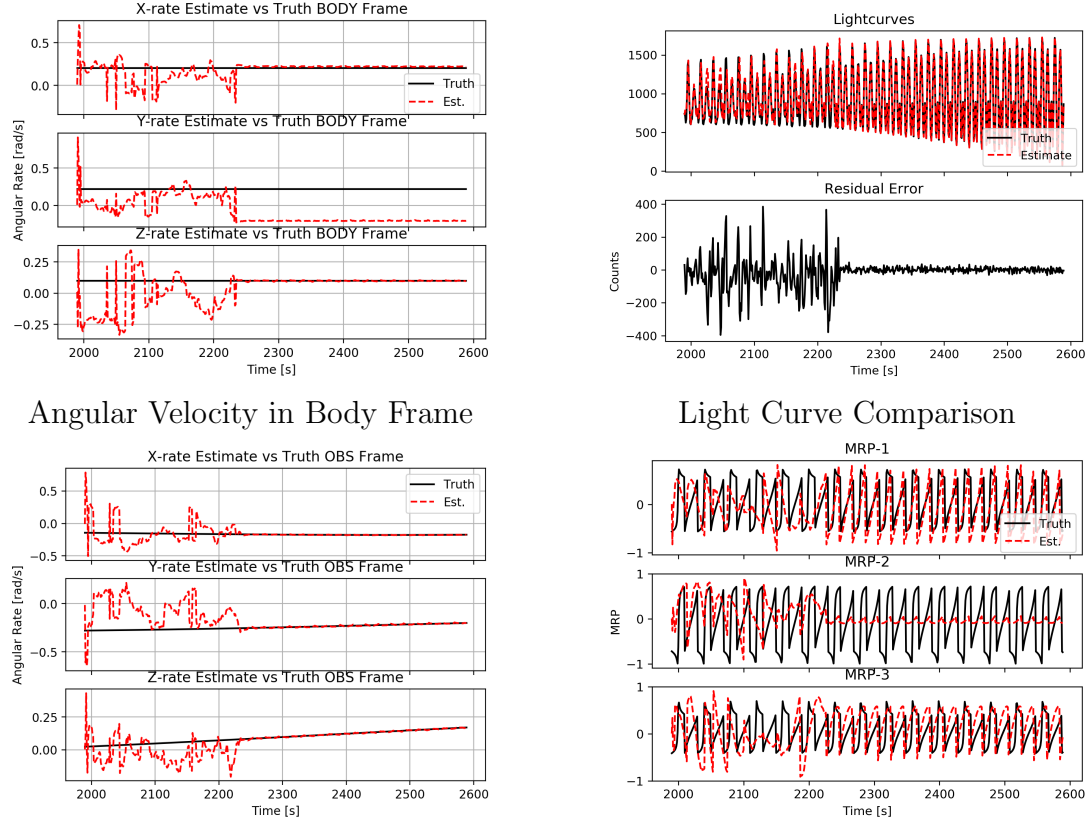 X-rate Estimate vs Truth BODY Frame
0.5
0.0
Truth
Est.
Y-rate Estimate vs Truth BODY Frame
0.5
0.0
Angular Rate [rad/s]
Z-rate Estimate vs Truth BODY Frame
0.25
0.00
−0.25
2000 2100 2200 2300 2400 2500 2600
Time [s]
Angular Velocity in Body Frame
Lightcurves
1500
1000
500
0
Truth
Estimate
Residual Error
400
200
0
−200
−400
Counts
2000 2100 2200 2300 2400 2500 2600
Time [s]
Light Curve Comparison
X-rate Estimate vs Truth OBS Frame
0.5
0.0
−0.5
Truth
Est.
Y-rate Estimate vs Truth OBS Frame
0.0
−0.5
Angular Rate [rad/s]
Z-rate Estimate vs Truth OBS Frame
0.25
0.00
2000 2100 2200 2300 2400 2500 2600
Time [s]
MRP-1
0
−1
Truth
Est.
MRP-2
1
0
−1
MRP
MRP-3
1
0
−1
2000 2100 2200 2300 2400 2500 2600
Time [s]